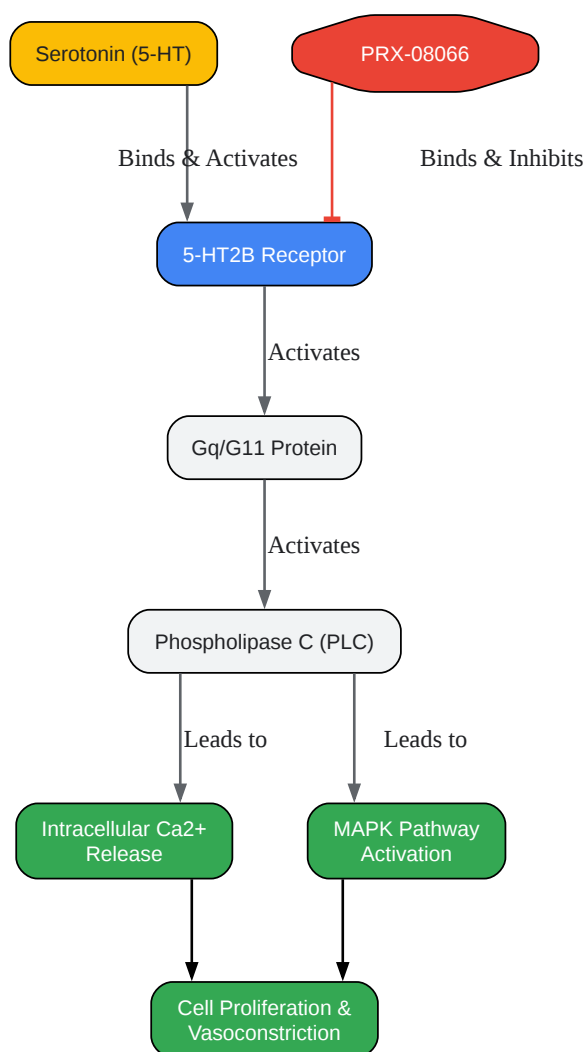 Serotonin (5-HT)
PRX-08066
Binds & Activates
Binds & Inhibits
5-HT2B Receptor
Activates
Gq/G11 Protein
Activates
Phospholipase C (PLC)
Leads to
Leads to
Intracellular Ca2+
Release
MAPK Pathway
Activation
Cell Proliferation &
Vasoconstriction